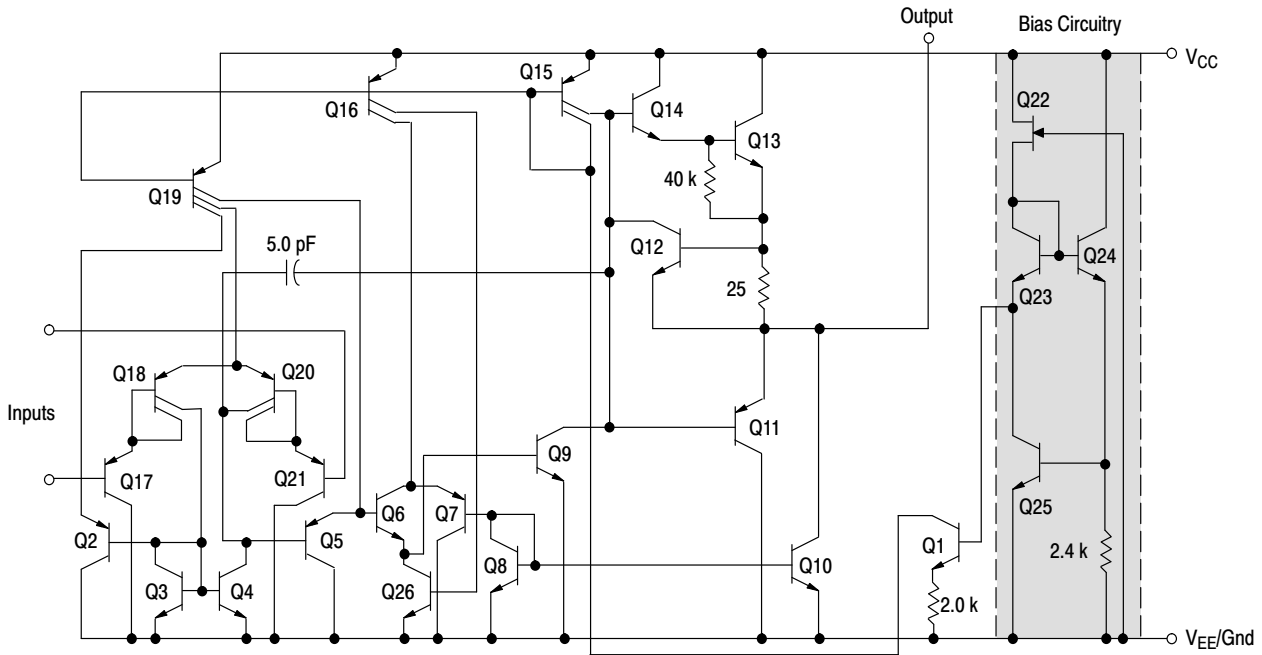 Output
Bias Circuitry
VCC
Q15
Q14
Q22
Q16
Q13
Q19
40 k
5.0 pF
Q12
Q24
25
Q23
Q18
Q20
Inputs
Q11
Q9
Q17
Q21
Q6
Q7
Q25
Q2
Q5
Q1
2.4 k
Q8
Q10
Q3
Q4
Q26
2.0 k
VEE/Gnd